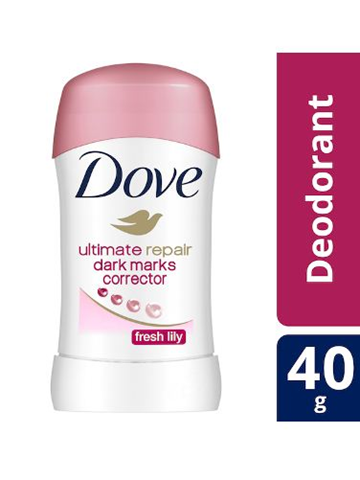 Dove
ultimate repair
dark marks
corrector
fresh lily
Deodorant
40
g